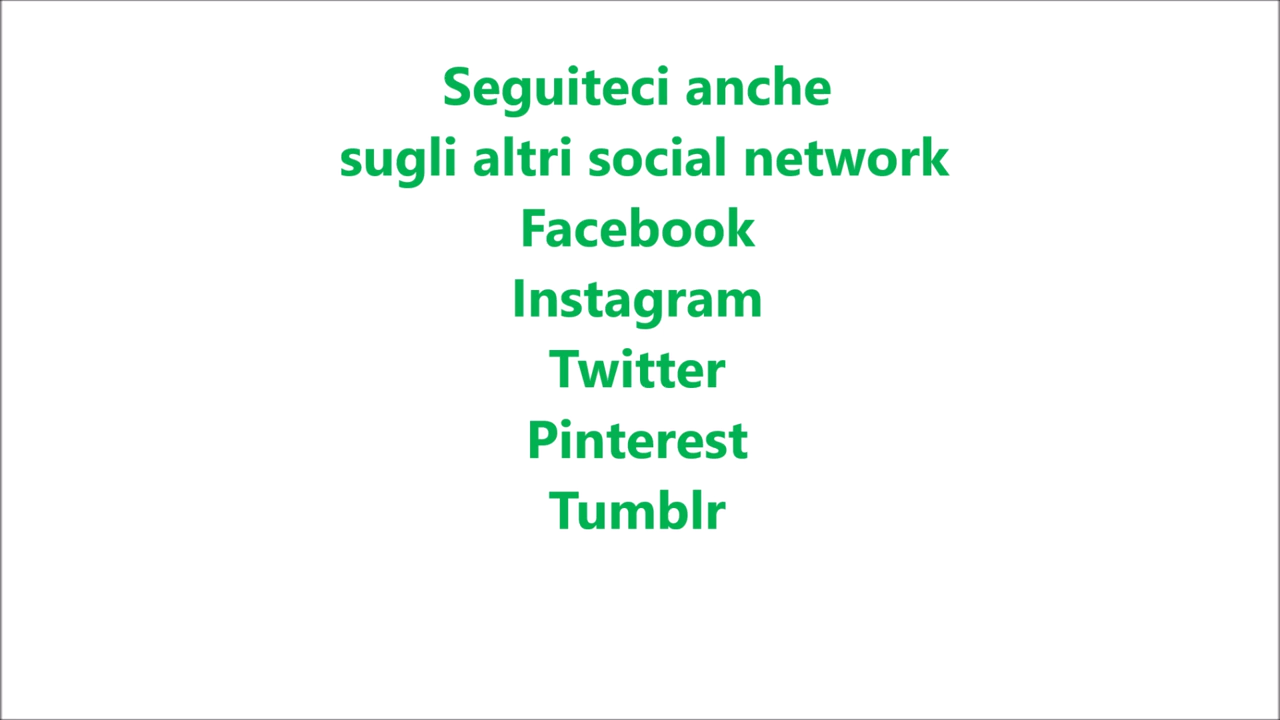 Seguiteci anche
sugli altri social network
Facebook
Instagram
Twitter
Pinterest
Tumblr